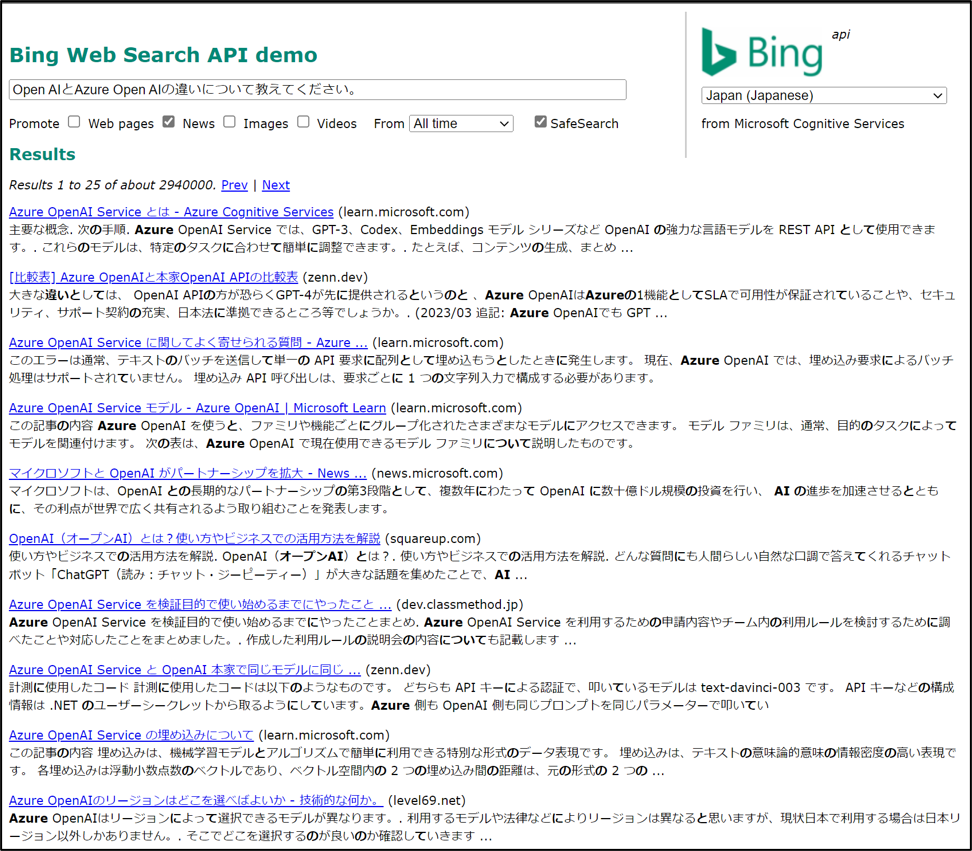 Bing Web Search API demo
Bing api
Open AIとAzure Open AIの違いについて教えてください。
Japan (Japanese)
Promote Web pages News Images Videos From All time SafeSearch
from Microsoft Cognitive Services
Results
Results 1 to 25 of about 2940000. Prev | Next
Azure OpenAI Service とは - Azure Cognitive Services (learn.microsoft.com)
主要な概念. 次の手順. Azure OpenAI Service では、GPT-3、Codex、Embeddings モデル シリーズなど OpenAI の強力な言語モデルを REST API として使用できま
す。. これらのモデルは、特定のタスクに合わせて簡単に調整できます。. たとえば、コンテンツの生成、まとめ ...
[比較表] Azure OpenAIと本家OpenAI APIの比較表 (zenn.dev)
大きな違いとしては、 OpenAI APIの方が恐らくGPT-4が先に提供されるというのと 、Azure OpenAIはAzureの1機能としてSLAで可用性が保証されていることや、セキュ
リティ、サポート契約の充実、日本法に準拠できるところ等でしょうか。. (2023/03 追記: Azure OpenAIでも GPT ...
Azure OpenAI Service に関してよく寄せられる質問 - Azure ... (learn.microsoft.com)
このエラーは通常、テキストのバッチを送信して単一の API 要求に配列として埋め込もうとしたときに発生します。 現在、Azure OpenAI では、埋め込み要求によるバッチ
処理はサポートされていません。 埋め込み API 呼び出しは、要求ごとに 1 つの文字列入力で構成する必要があります。
Azure OpenAI Service モデル - Azure OpenAI | Microsoft Learn (learn.microsoft.com)
この記事の内容 Azure OpenAI を使うと、ファミリや機能ごとにグループ化されたさまざまなモデルにアクセスできます。 モデル ファミリは、通常、目的のタスクによって
モデルを関連付けます。 次の表は、Azure OpenAI で現在使用できるモデル ファミリについて説明したものです。
マイクロソフトと OpenAI がパートナーシップを拡大 - News ... (news.microsoft.com)
マイクロソフトは、OpenAI との長期的なパートナーシップの第3段階として、複数年にわたって OpenAI に数十億ドル規模の投資を行い、 AI の進歩を加速させるととも
に、その利点が世界で広く共有されるよう取り組むことを発表します。
OpenAI（オープンAI）とは？使い方やビジネスでの活用方法を解説 (squareup.com)
使い方やビジネスでの活用方法を解説. OpenAI（オープンAI）とは？. 使い方やビジネスでの活用方法を解説. どんな質問にも人間らしい自然な口調で答えてくれるチャット
ボット「ChatGPT（読み：チャット・ジーピーティー）」が大きな話題を集めたことで、AI ...
Azure OpenAI Service を検証目的で使い始めるまでにやったこと ... (dev.classmethod.jp)
Azure OpenAI Service を検証目的で使い始めるまでにやったことまとめ. Azure OpenAI Service を利用するための申請内容やチーム内の利用ルールを検討するために調
べたことや対応したことをまとめました。. 作成した利用ルールの説明会の内容についても記載します ...
Azure OpenAI Service と OpenAI 本家で同じモデルに同じ ... (zenn.dev)
計測に使用したコード 計測に使用したコードは以下のようなものです。 どちらも API キーによる認証で、叩いているモデルは text-davinci-003 です。 API キーなどの構成
情報は .NET のユーザーシークレットから取るようにしています。Azure 側も OpenAI 側も同じプロンプトを同じパラメーターで叩いてい
Azure OpenAI Service の埋め込みについて (learn.microsoft.com)
この記事の内容 埋め込みは、機械学習モデルとアルゴリズムで簡単に利用できる特別な形式のデータ表現です。 埋め込みは、テキストの意味論的意味の情報密度の高い表現で
す。 各埋め込みは浮動小数点数のベクトルであり、ベクトル空間内の 2 つの埋め込み間の距離は、元の形式の 2 つの ...
Azure OpenAIのリージョンはどこを選べばよいか - 技術的な何か。 (level69.net)
Azure OpenAIはリージョンによって選択できるモデルが異なります。. 利用するモデルや法律などによりリージョンは異なると思いますが、現状日本で利用する場合は日本リ
ージョン以外しかありません。. そこでどこを選択するのが良いのか確認していきます ...